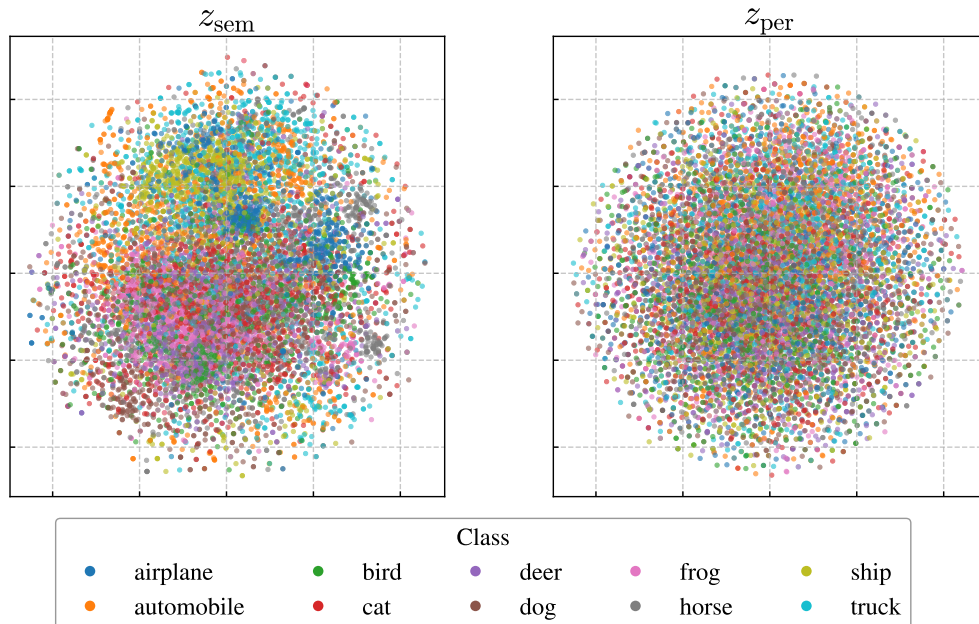 z_sem z_per
Class
airplane bird deer frog ship
automobile cat dog horse truck